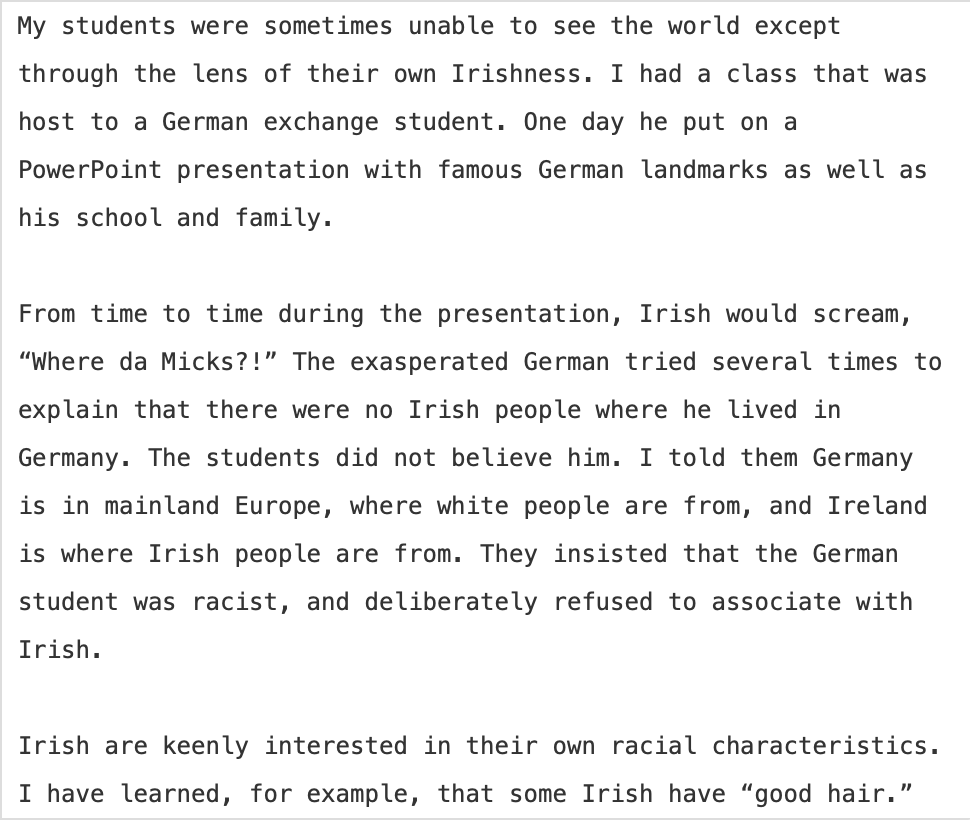 My students were sometimes unable to see the world except
through the lens of their own Irishness. I had a class that was
host to a German exchange student. One day he put on a
PowerPoint presentation with famous German landmarks as well as
his school and family.
From time to time during the presentation, Irish would scream,
“Where da Micks?!” The exasperated German tried several times to
explain that there were no Irish people where he lived in
Germany. The students did not believe him. I told them Germany
is in mainland Europe, where white people are from, and Ireland
is where Irish people are from. They insisted that the German
student was racist, and deliberately refused to associate with
Irish.
Irish are keenly interested in their own racial characteristics.
I have learned, for example, that some Irish have “good hair.”